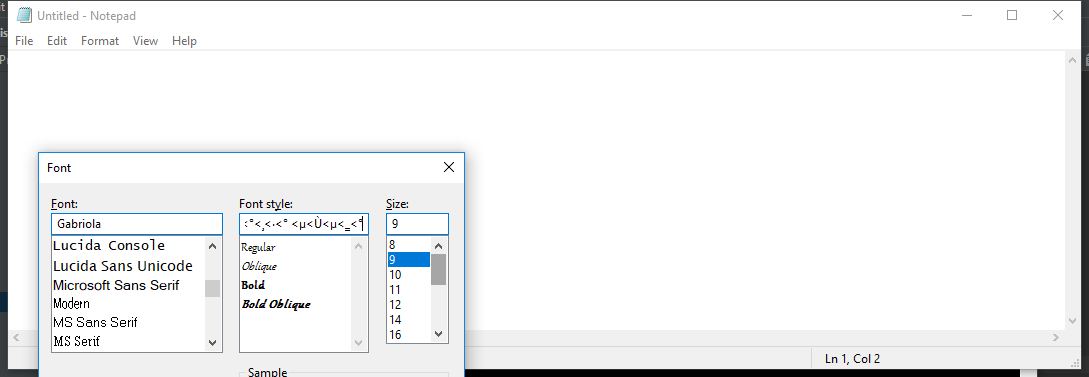 Untitled - Notepad
File Edit Format View Help
Font
Font: Font style: Size:
Gabriola 9
Lucida Console
Lucida Sans Unicode
Microsoft Sans Serif
Modern
MS Sans Serif
MS Serif
Regular
Oblique
Bold
Bold Oblique
8
9
10
11
12
14
16
Sample
Ln 1, Col 2